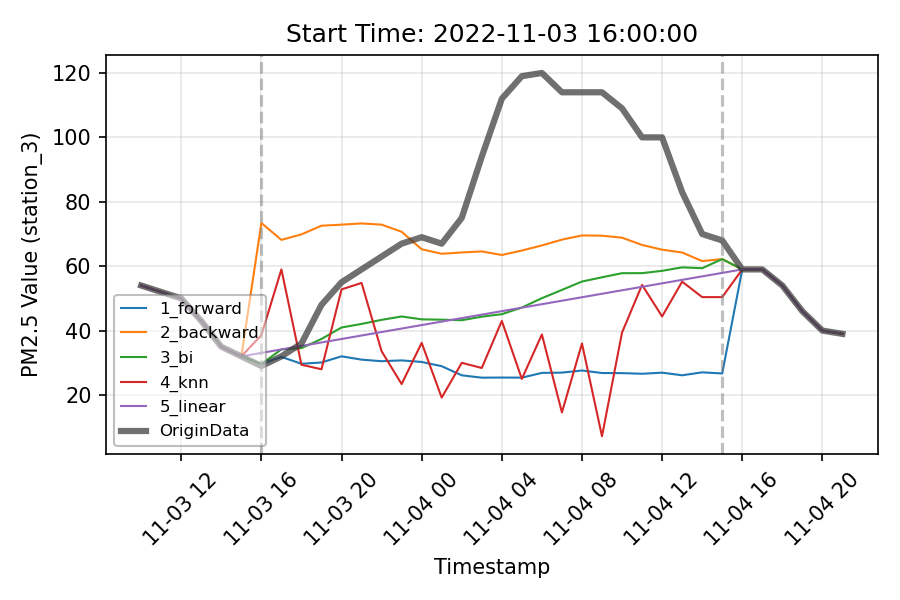 Start Time: 2022-11-03 16:00:00
PM2.5 Value (station_3)
120
100
80
60
40
20
1_forward
2_backward
3_bi
4_knn
5_linear
OriginData
11-03 12
11-03 16
11-03 20
11-04 00
11-04 04
11-04 08
11-04 12
11-04 16
11-04 20
Timestamp